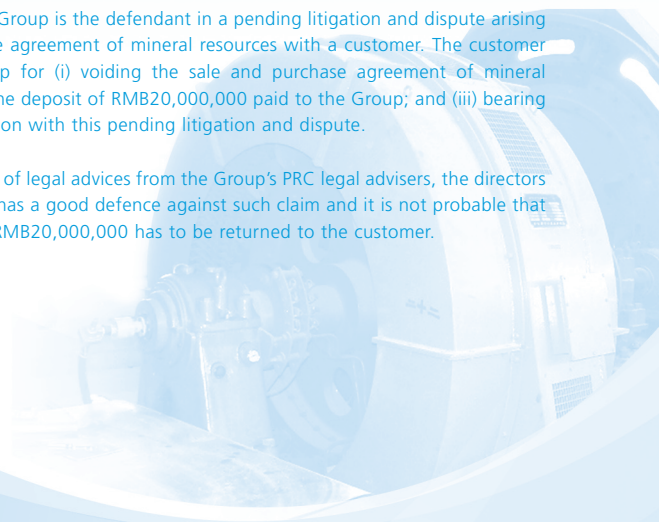 Group is the defendant in a pending litigation and dispute arising
e agreement of mineral resources with a customer. The customer
p for (i) voiding the sale and purchase agreement of mineral
he deposit of RMB20,000,000 paid to the Group; and (iii) bearing
on with this pending litigation and dispute.
of legal advices from the Group’s PRC legal advisers, the directors
has a good defence against such claim and it is not probable that
RMB20,000,000 has to be returned to the customer.